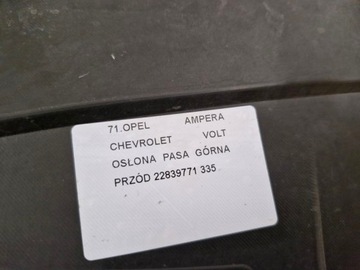 71.OPEL AMPERA
CHEVROLET VOLT
OSŁONA PASA GÓRNA
PRZÓD 22839771 335